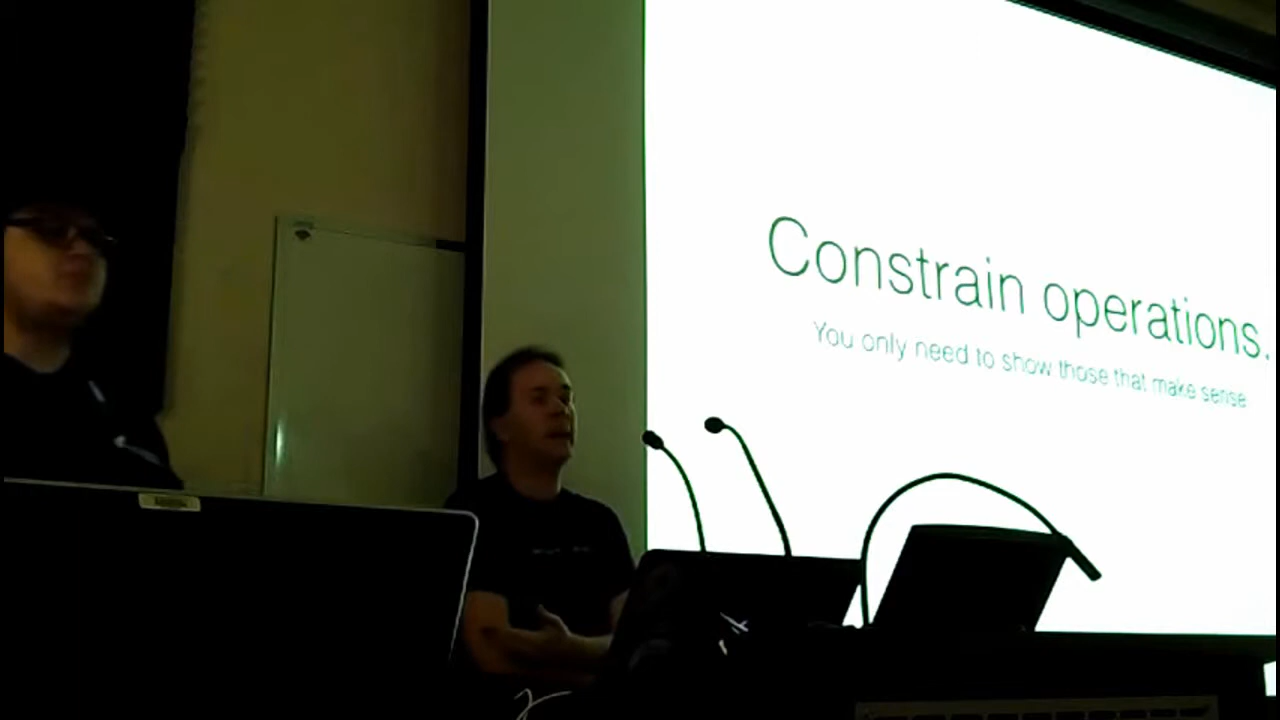 Constrain operations.
You only need to show those that make sense